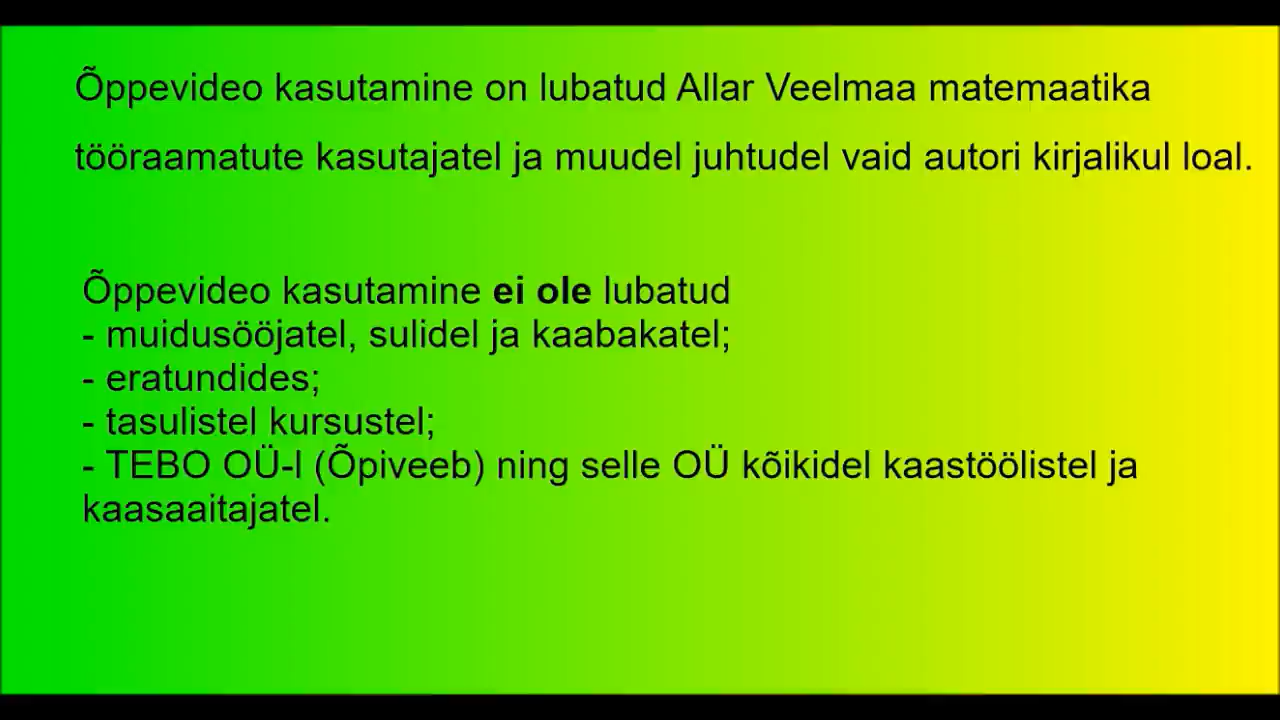 Õppevideo kasutamine on lubatud Allar Veelmaa matemaatika
tööraamatute kasutajatel ja muudel juhtudel vaid autori kirjalikul loal.
Õppevideo kasutamine ei ole lubatud
- muidusööjatel, sulidel ja kaabakatel;
- eratundides;
- tasulistel kursustel;
- TEBO OÜ-l (Õpiveeb) ning selle OÜ kõikidel kaastöölistel ja
kaasaaitajatel.